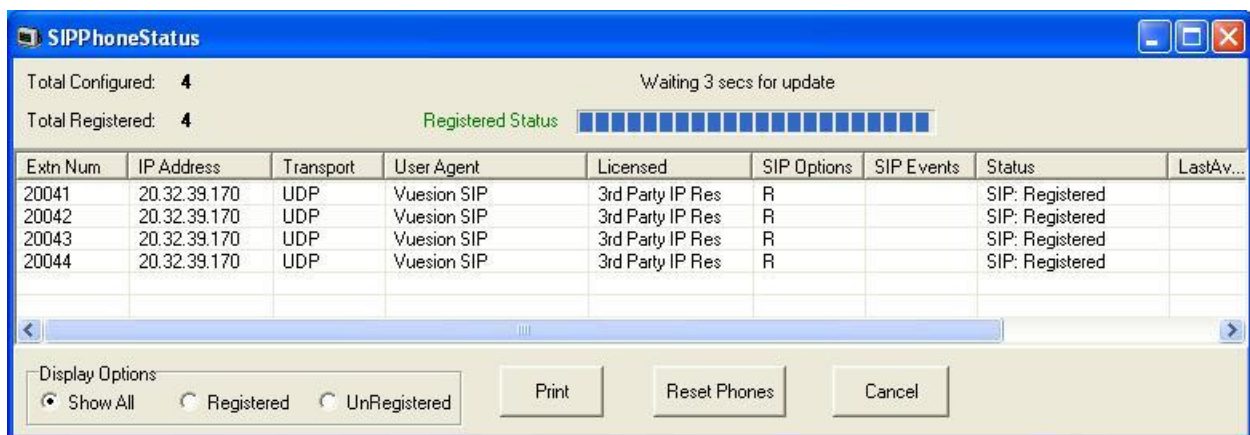 SIPPhoneStatus
Total Configured: 4
Waiting 3 secs for update
Total Registered: 4
Registered Status
Extn Num IP Address Transport User Agent Licensed SIP Options SIP Events Status LastAv...
20041 20.32.39.170 UDP Vuesion SIP 3rd Party IP Res R SIP: Registered
20042 20.32.39.170 UDP Vuesion SIP 3rd Party IP Res R SIP: Registered
20043 20.32.39.170 UDP Vuesion SIP 3rd Party IP Res R SIP: Registered
20044 20.32.39.170 UDP Vuesion SIP 3rd Party IP Res R SIP: Registered
Display Options
Show All Registered UnRegistered
Print Reset Phones Cancel